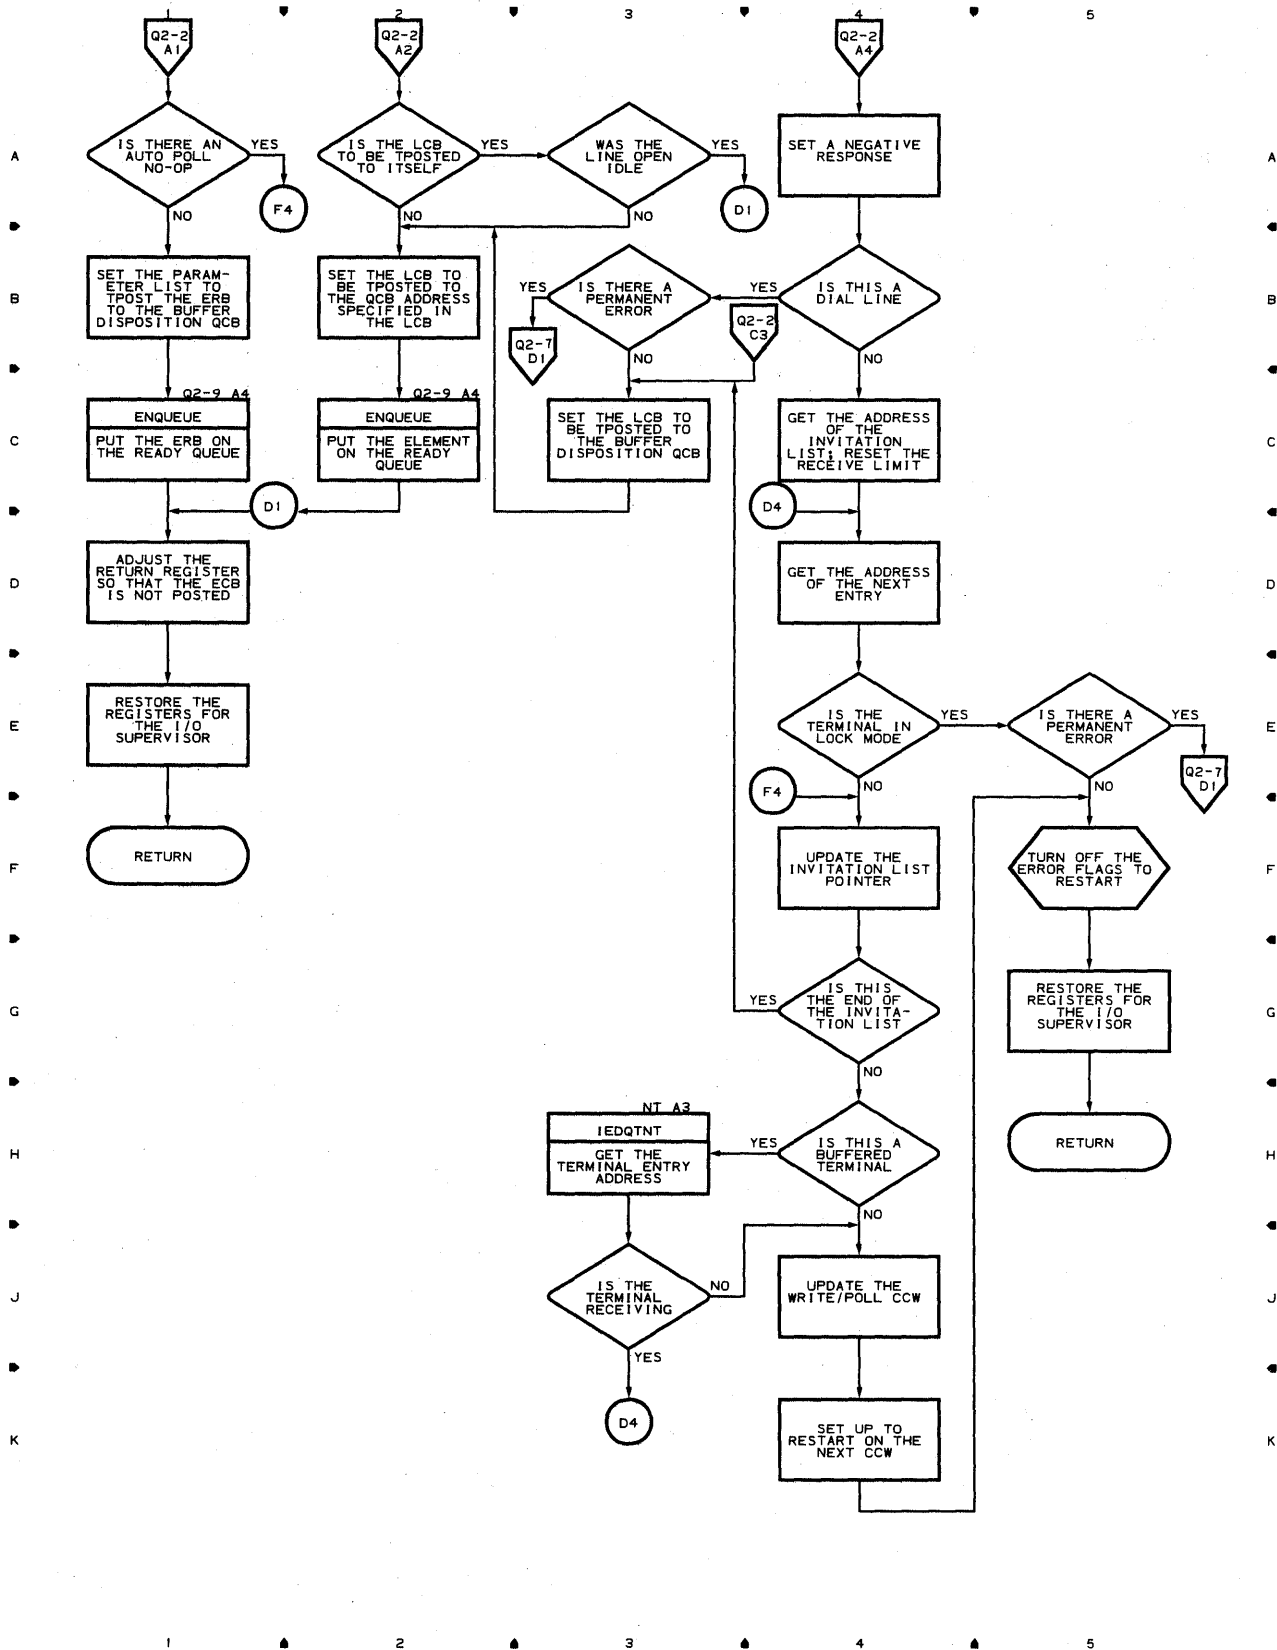 1
2
3
4
5
Q2-2
A1
Q2-2
A2
Q2-2
A4
A
IS THERE AN
AUTO POLL
NO-OP
YES
F4
NO
IS THE LCB
TO BE TPOSTED
TO ITSELF
YES
NO
WAS THE
LINE OPEN
IDLE
YES
D1
NO
SET A NEGATIVE
RESPONSE
A
B
SET THE PARAM-
ETER LIST TO
TPOST THE ERB
TO THE BUFFER
DISPOSITION QCB
SET THE LCB TO
BE TPOSTED TO
THE QCB ADDRESS
SPECIFIED IN
THE LCB
YES
IS THERE A
PERMANENT
ERROR
Q2-7
D1
NO
YES
Q2-2
C3
IS THIS A
DIAL LINE
NO
B
C
Q2-9 A4
ENQUEUE
PUT THE ERB ON
THE READY QUEUE
Q2-9 A4
ENQUEUE
PUT THE ELEMENT
ON THE READY
QUEUE
SET THE LCB TO
BE TPOSTED TO
THE BUFFER
DISPOSITION QCB
GET THE ADDRESS
OF THE
INVITATION
LIST; RESET THE
RECEIVE LIMIT
C
D1
D4
D
ADJUST THE
RETURN REGISTER
SO THAT THE ECB
IS NOT POSTED
GET THE ADDRESS
OF THE NEXT
ENTRY
D
E
RESTORE THE
REGISTERS FOR
THE I/O
SUPERVISOR
IS THE
TERMINAL IN
LOCK MODE
YES
NO
IS THERE A
PERMANENT
ERROR
YES
Q2-7
D1
NO
E
F4
F
RETURN
UPDATE THE
INVITATION LIST
POINTER
TURN OFF THE
ERROR FLAGS TO
RESTART
F
G
YES
IS THIS
THE END OF
THE INVITA-
TION LIST
NO
RESTORE THE
REGISTERS FOR
THE I/O
SUPERVISOR
G
H
NT A3
IEDQTNT
GET THE
TERMINAL ENTRY
ADDRESS
YES
IS THIS A
BUFFERED
TERMINAL
NO
RETURN
H
J
IS THE
TERMINAL
RECEIVING
NO
YES
UPDATE THE
WRITE/POLL CCW
J
K
D4
SET UP TO
RESTART ON THE
NEXT CCW
K
1
2
3
4
5